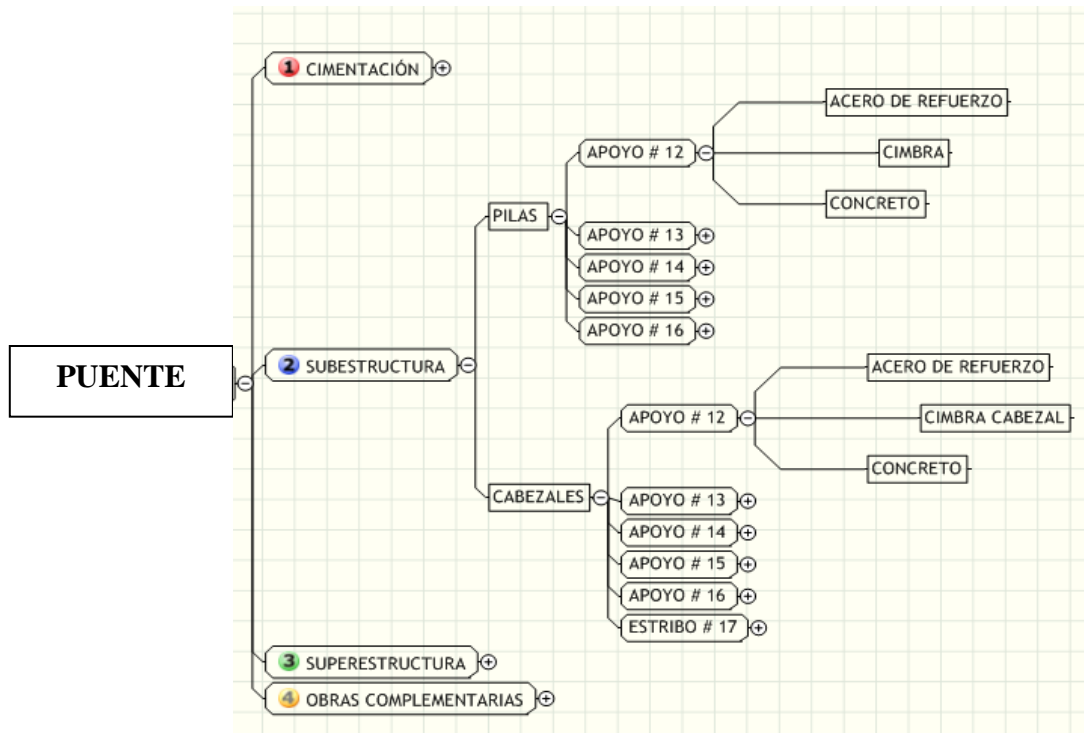 PUENTE
1 CIMENTACIÓN
2 SUBESTRUCTURA
PILAS
APOYO # 12
ACERO DE REFUERZO
CIMBRA
CONCRETO
APOYO # 13
APOYO # 14
APOYO # 15
APOYO # 16
CABEZALES
APOYO # 12
ACERO DE REFUERZO
CIMBRA CABEZAL
CONCRETO
APOYO # 13
APOYO # 14
APOYO # 15
APOYO # 16
ESTRIBO # 17
3 SUPERESTRUCTURA
4 OBRAS COMPLEMENTARIAS